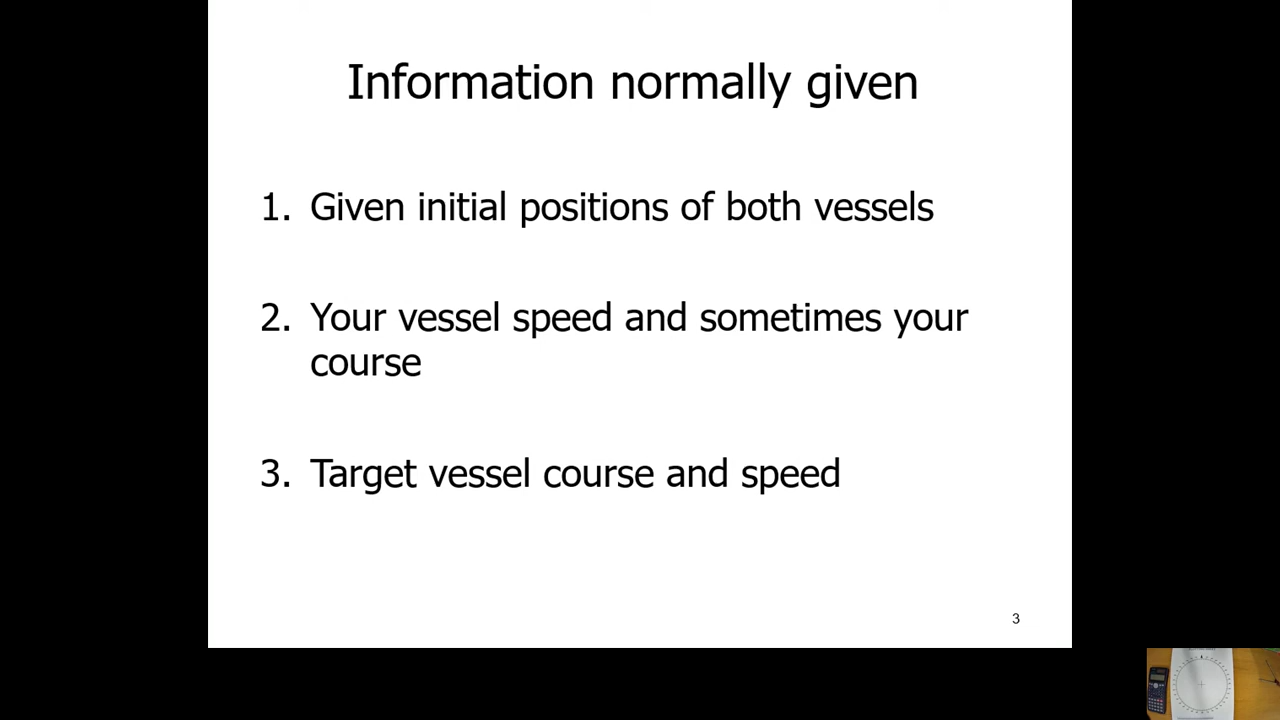 Information normally given
1. Given initial positions of both vessels
2. Your vessel speed and sometimes your
course
3. Target vessel course and speed
3